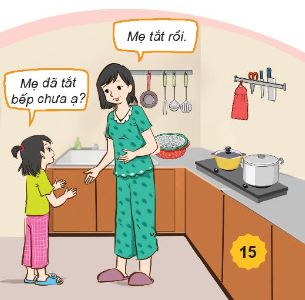 Mẹ tắt rồi.
Mẹ đã tắt
bếp chưa ạ?
15